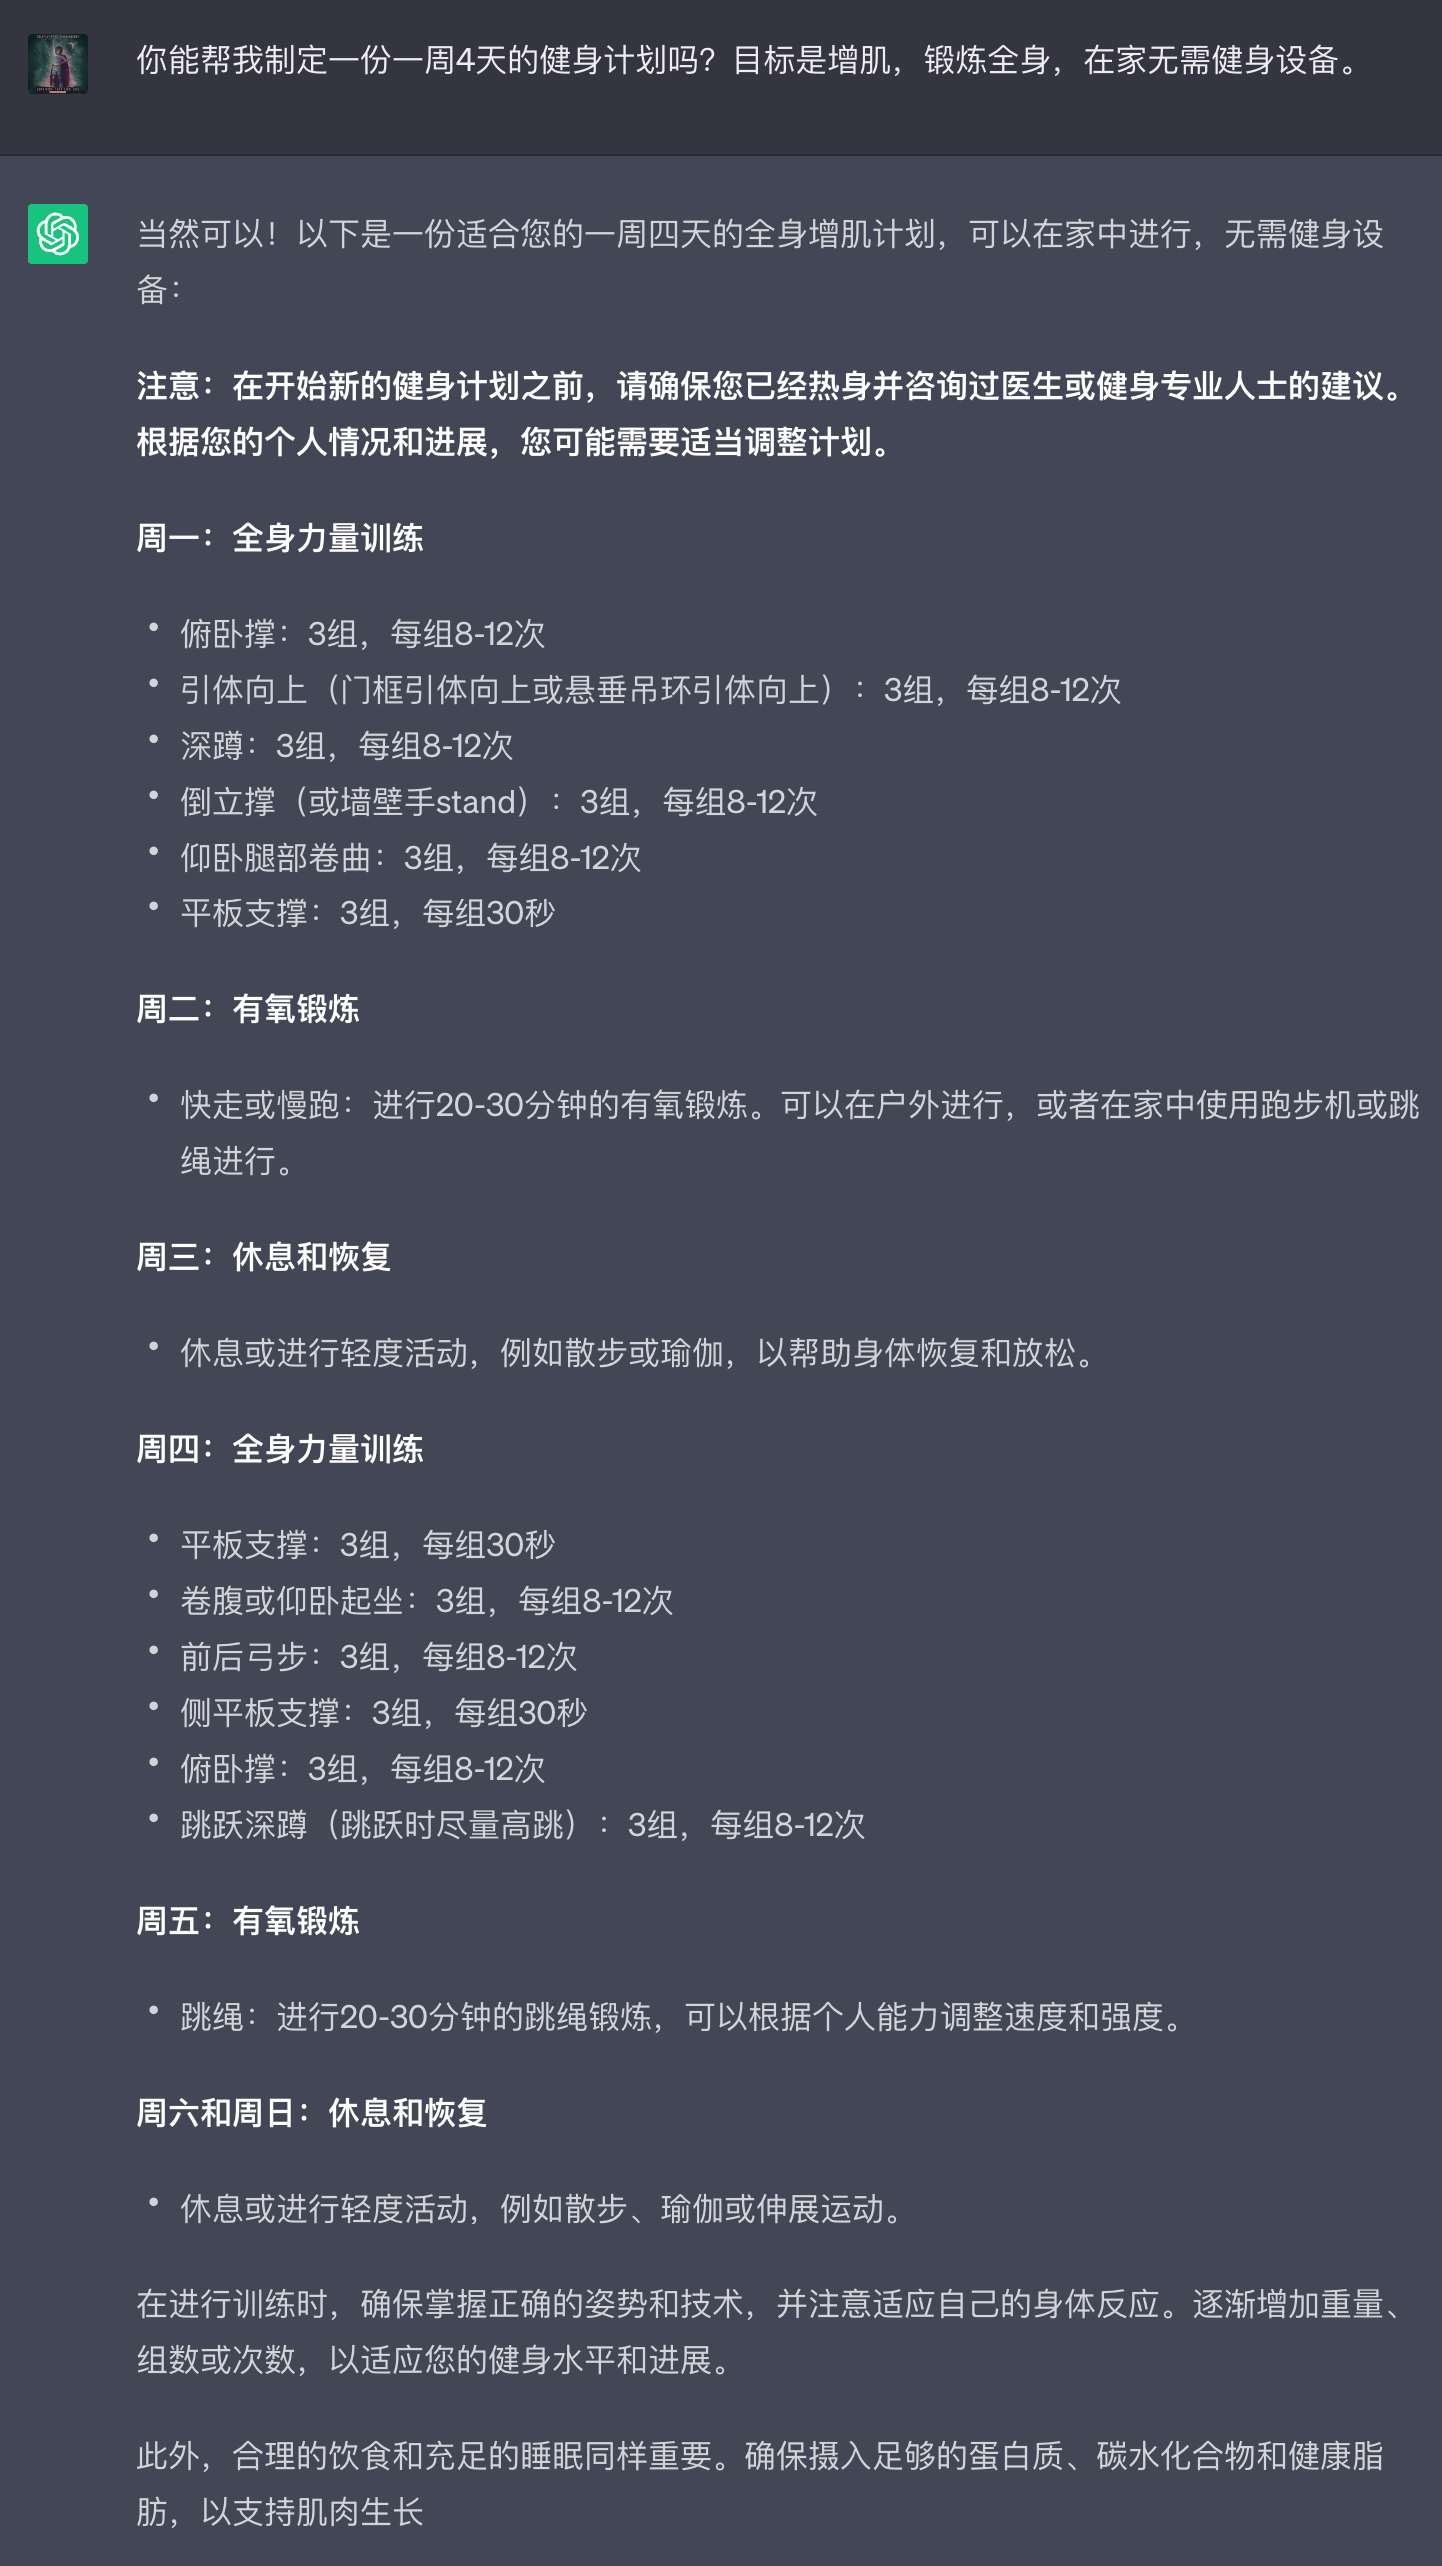 你能帮我制定一份一周4天的健身计划吗？目标是增肌，锻炼全身，在家无需健身设备。
当然可以！以下是一份适合您的一周四天的全身增肌计划，可以在家中进行，无需健身设
备：
注意：在开始新的健身计划之前，请确保您已经热身并咨询过医生或健身专业人士的建议。
根据您的个人情况和进展，您可能需要适当调整计划。
周一：全身力量训练
• 俯卧撑：3组，每组8-12次
• 引体向上（门框引体向上或悬垂吊环引体向上）：3组，每组8-12次
• 深蹲：3组，每组8-12次
• 倒立撑（或墙壁手stand）：3组，每组8-12次
• 仰卧腿部卷曲：3组，每组8-12次
• 平板支撑：3组，每组30秒
周二：有氧锻炼
• 快走或慢跑：进行20-30分钟的有氧锻炼。可以在户外进行，或者在家中使用跑步机或跳
绳进行。
周三：休息和恢复
• 休息或进行轻度活动，例如散步或瑜伽，以帮助身体恢复和放松。
周四：全身力量训练
• 平板支撑：3组，每组30秒
• 卷腹或仰卧起坐：3组，每组8-12次
• 前后弓步：3组，每组8-12次
• 侧平板支撑：3组，每组30秒
• 俯卧撑：3组，每组8-12次
• 跳跃深蹲（跳跃时尽量高跳）：3组，每组8-12次
周五：有氧锻炼
• 跳绳：进行20-30分钟的跳绳锻炼，可以根据个人能力调整速度和强度。
周六和周日：休息和恢复
• 休息或进行轻度活动，例如散步、瑜伽或伸展运动。
在进行训练时，确保掌握正确的姿势和技术，并注意适应自己的身体反应。逐渐增加重量、
组数或次数，以适应您的健身水平和进展。
此外，合理的饮食和充足的睡眠同样重要。确保摄入足够的蛋白质、碳水化合物和健康脂
肪，以支持肌肉生长